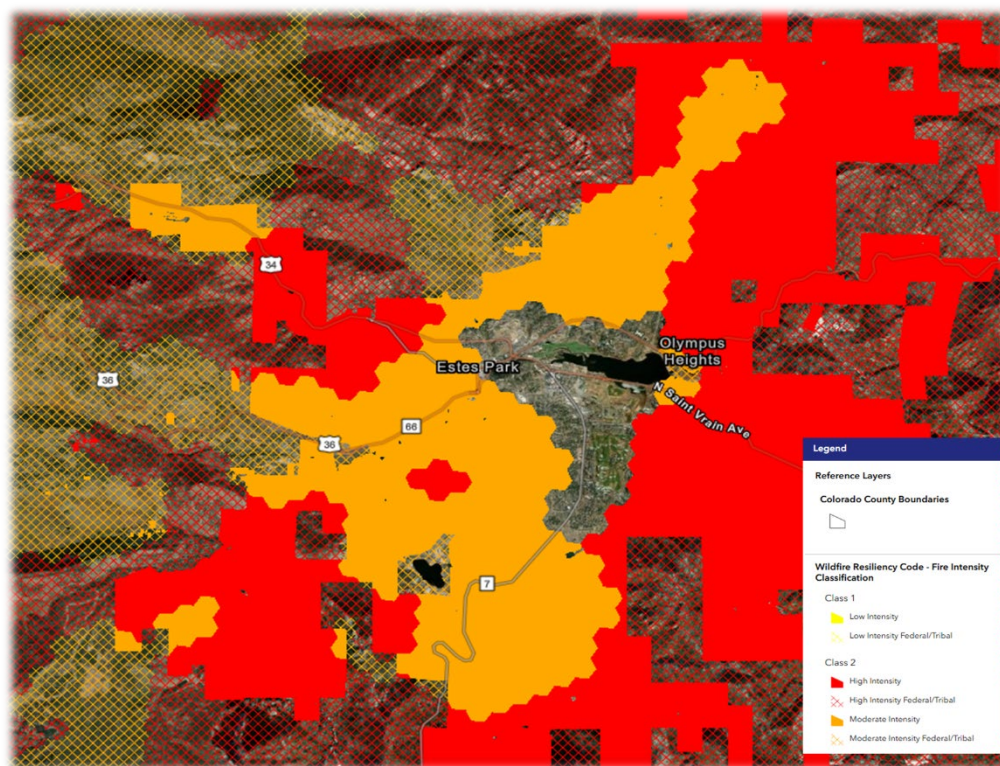 34
Olympus
Heights
Estes Park
36
N Saint Vrain Ave
66
36
7
Legend
Reference Layers
Colorado County Boundaries
Wildfire Resiliency Code - Fire Intensity
Classification
Class 1
Low Intensity
Low Intensity Federal/Tribal
Class 2
High Intensity
High Intensity Federal/Tribal
Moderate Intensity
Moderate Intensity Federal/Tribal